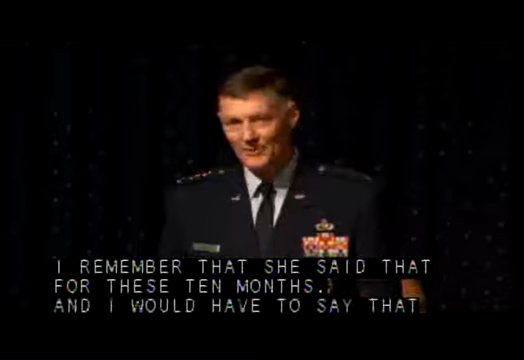 I REMEMBER THAT SHE SAID THAT
FOR THESE TEN MONTHS.
AND I WOULD HAVE TO SAY THAT